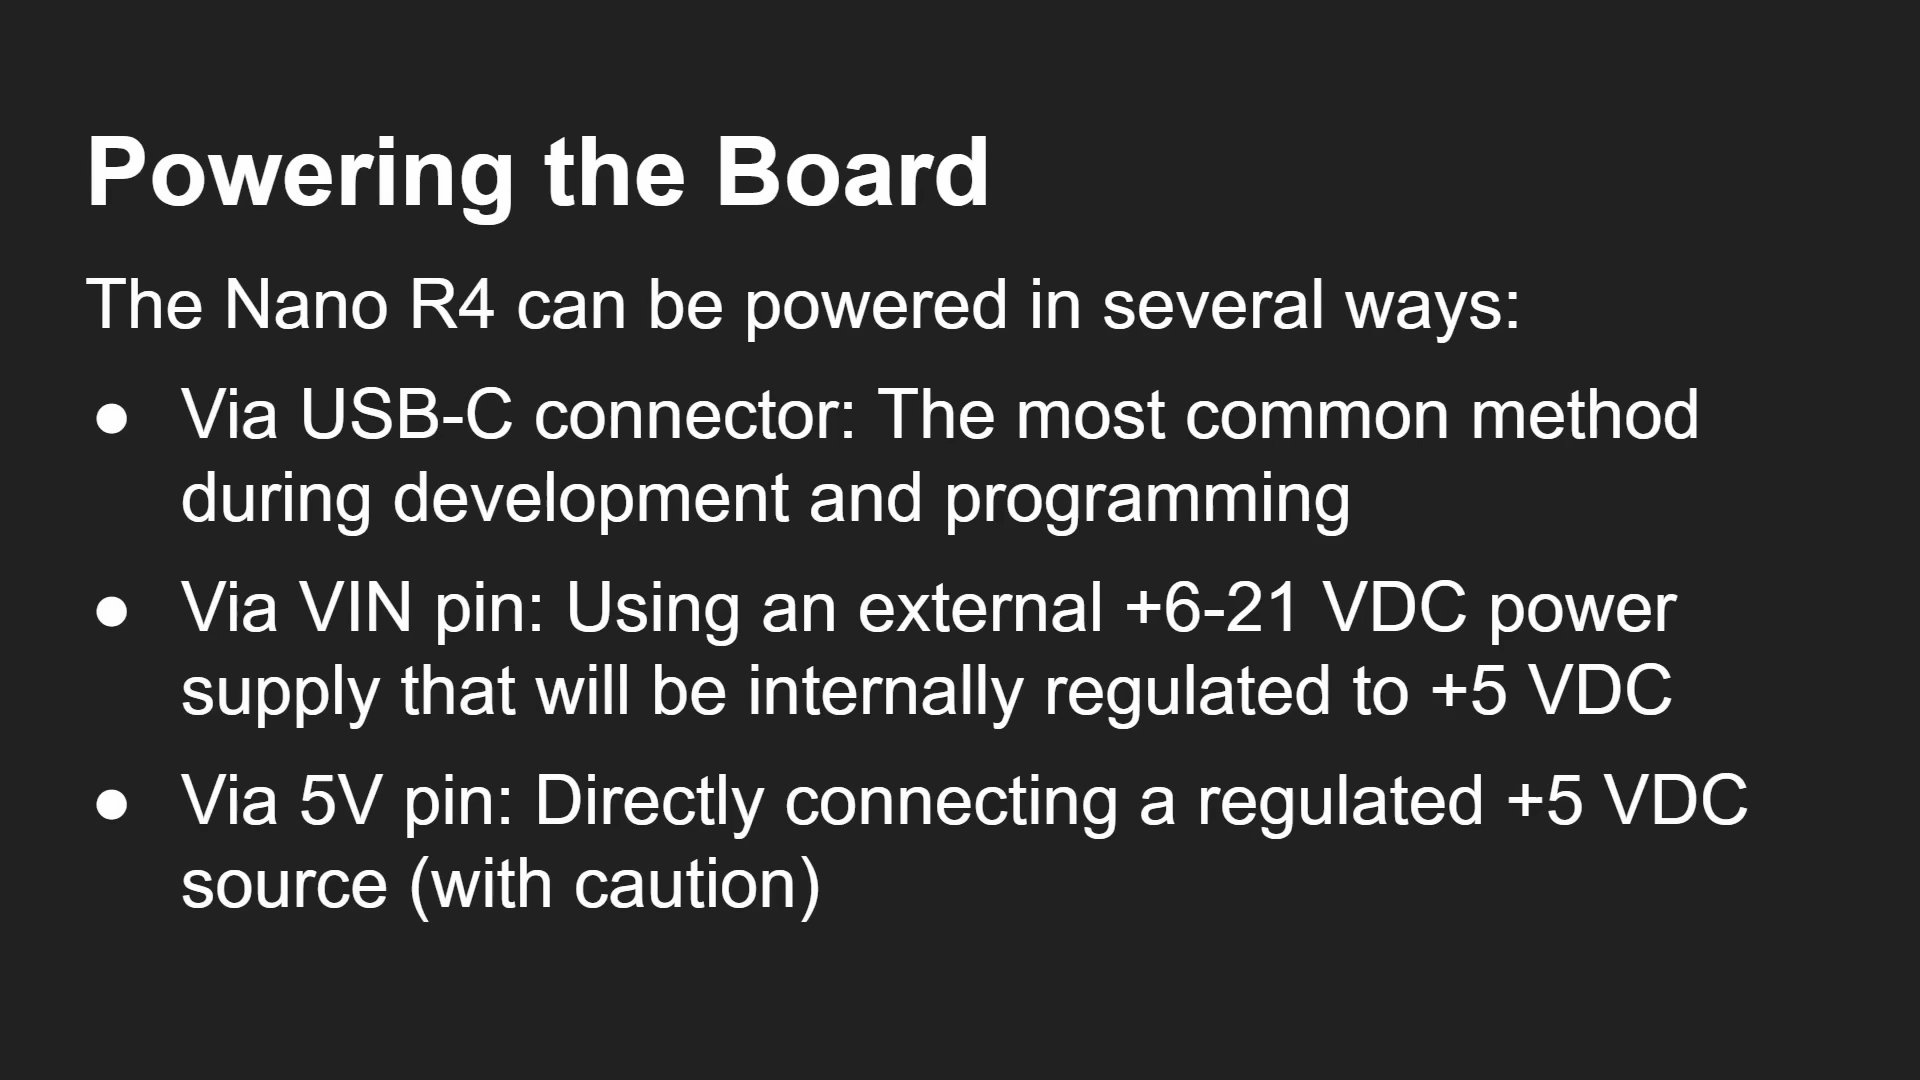 Powering the Board
The Nano R4 can be powered in several ways:
● Via USB-C connector: The most common method
during development and programming
● Via VIN pin: Using an external +6-21 VDC power
supply that will be internally regulated to +5 VDC
● Via 5V pin: Directly connecting a regulated +5 VDC
source (with caution)